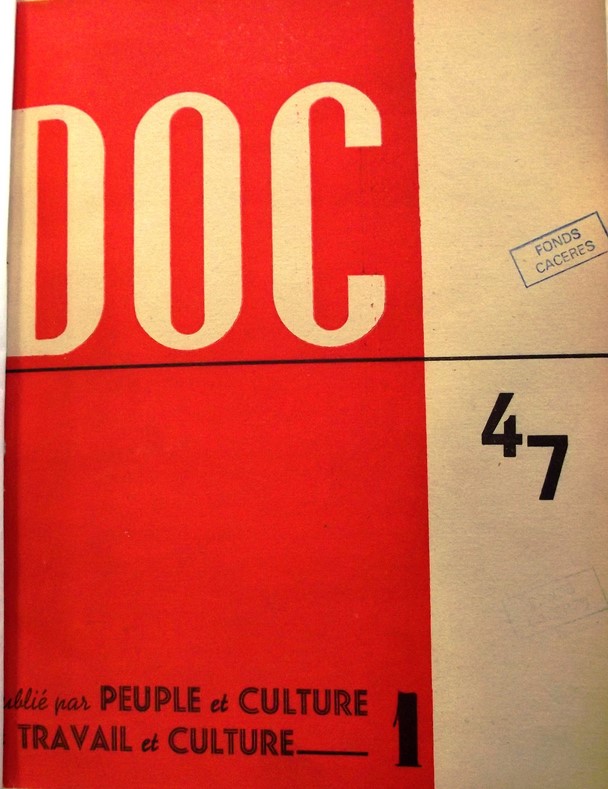 DOC
FONDS
CACERES
47
ublié par PEUPLE et CULTURE
TRAVAIL et CULTURE
1